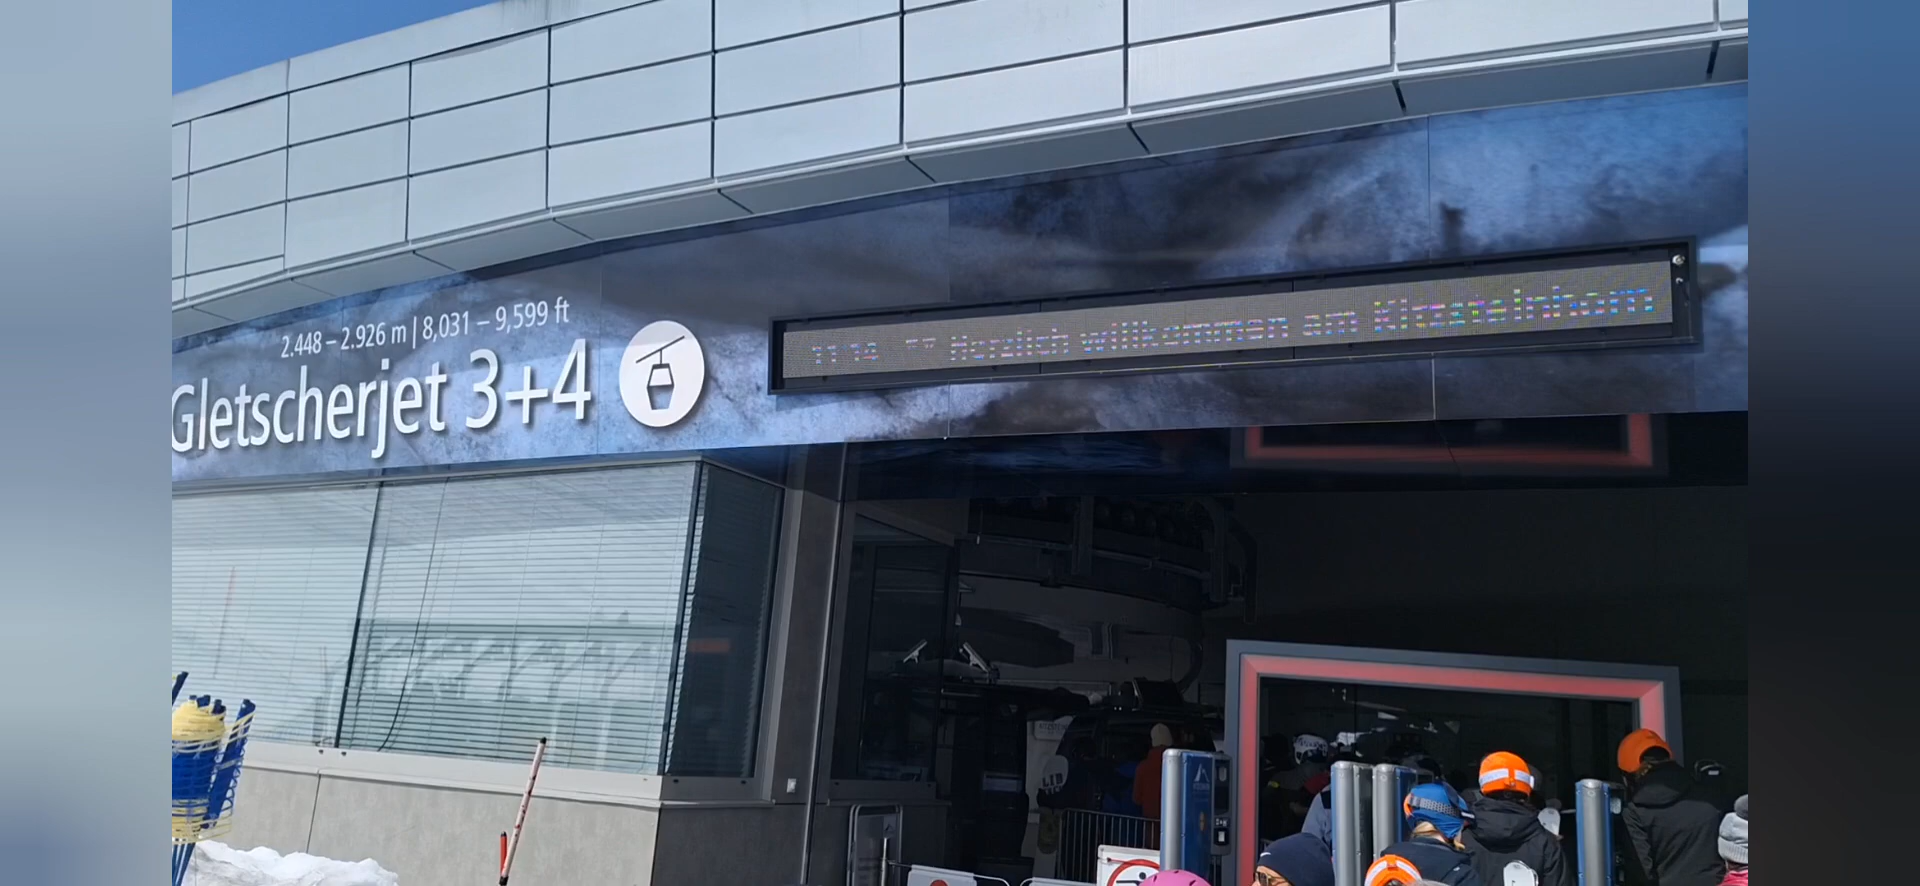 2.448 – 2.926 m | 8,031 – 9,599 ft
Gletscherjet 3+4
Herzlich willkommen am Kitzsteinhorn